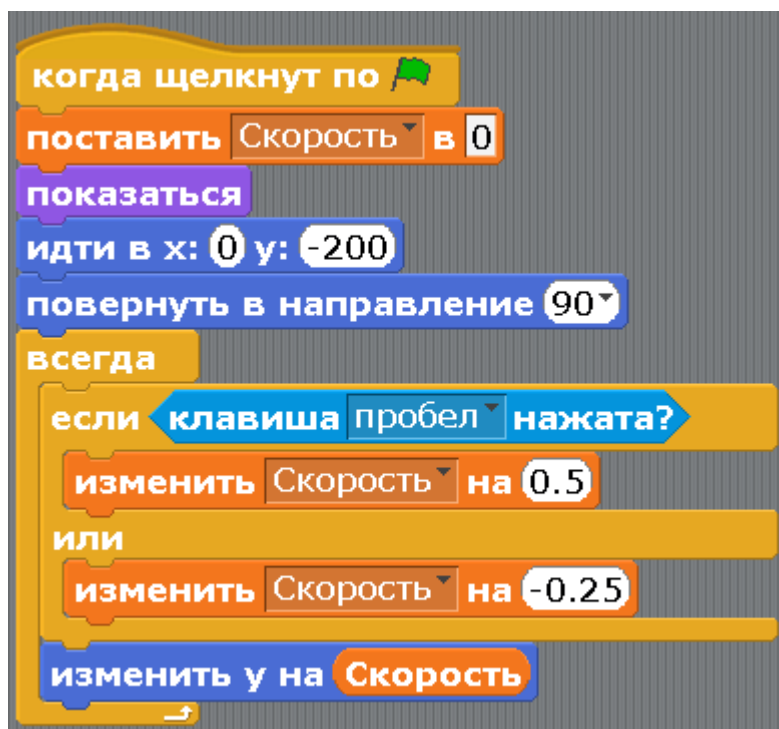 когда щелкнут по
поставить Скорость в 0
показаться
идти в x: 0 y: -200
повернуть в направление 90
всегда
если клавиша пробел нажата?
изменить Скорость на 0.5
или
изменить Скорость на -0.25
изменить y на Скорость